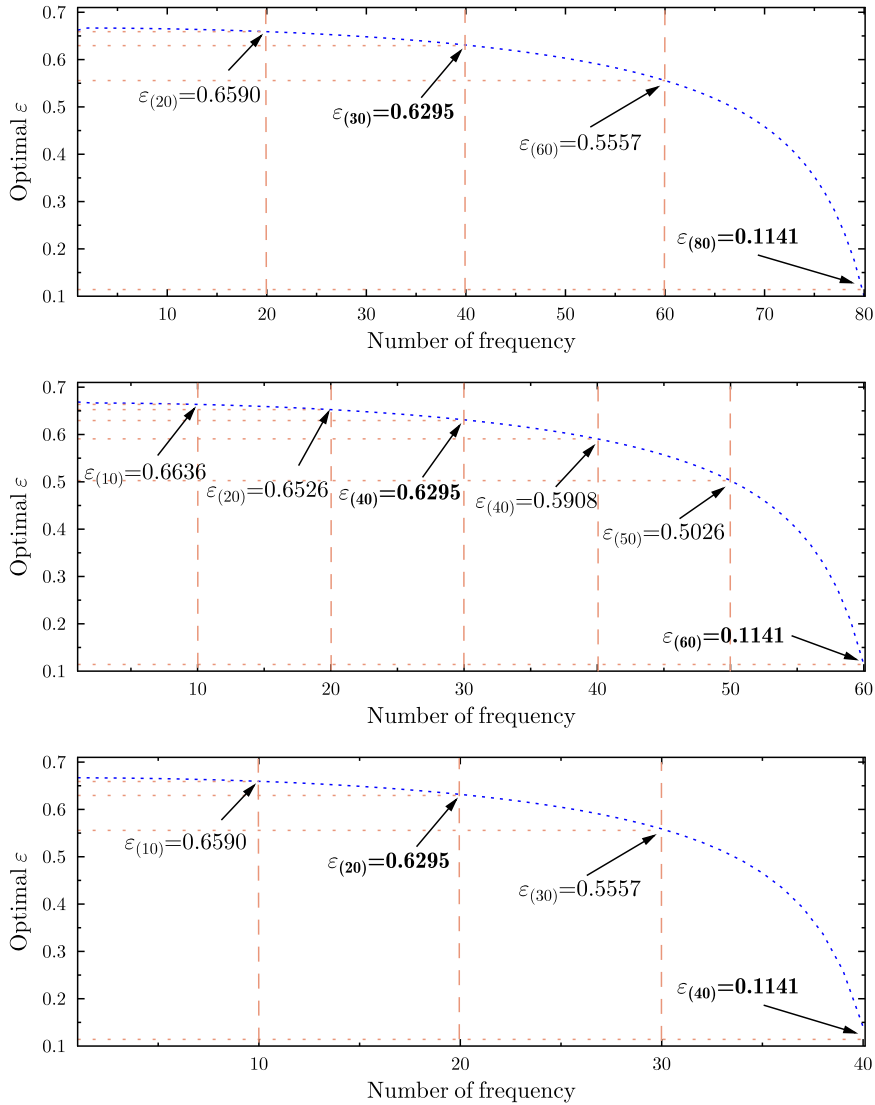 0.7
0.6
0.5
0.4
0.3
0.2
0.1
Optimal ε
ε(20)=0.6590
ε(30)=0.6295
ε(60)=0.5557
ε(80)=0.1141
10 20 30 40 50 60 70 80
Number of frequency
0.7
0.6
0.5
0.4
0.3
0.2
0.1
Optimal ε
ε(10)=0.6636
ε(20)=0.6526
ε(40)=0.6295
ε(40)=0.5908
ε(50)=0.5026
ε(60)=0.1141
10 20 30 40 50 60
Number of frequency
0.7
0.6
0.5
0.4
0.3
0.2
0.1
Optimal ε
ε(10)=0.6590
ε(20)=0.6295
ε(30)=0.5557
ε(40)=0.1141
10 20 30 40
Number of frequency